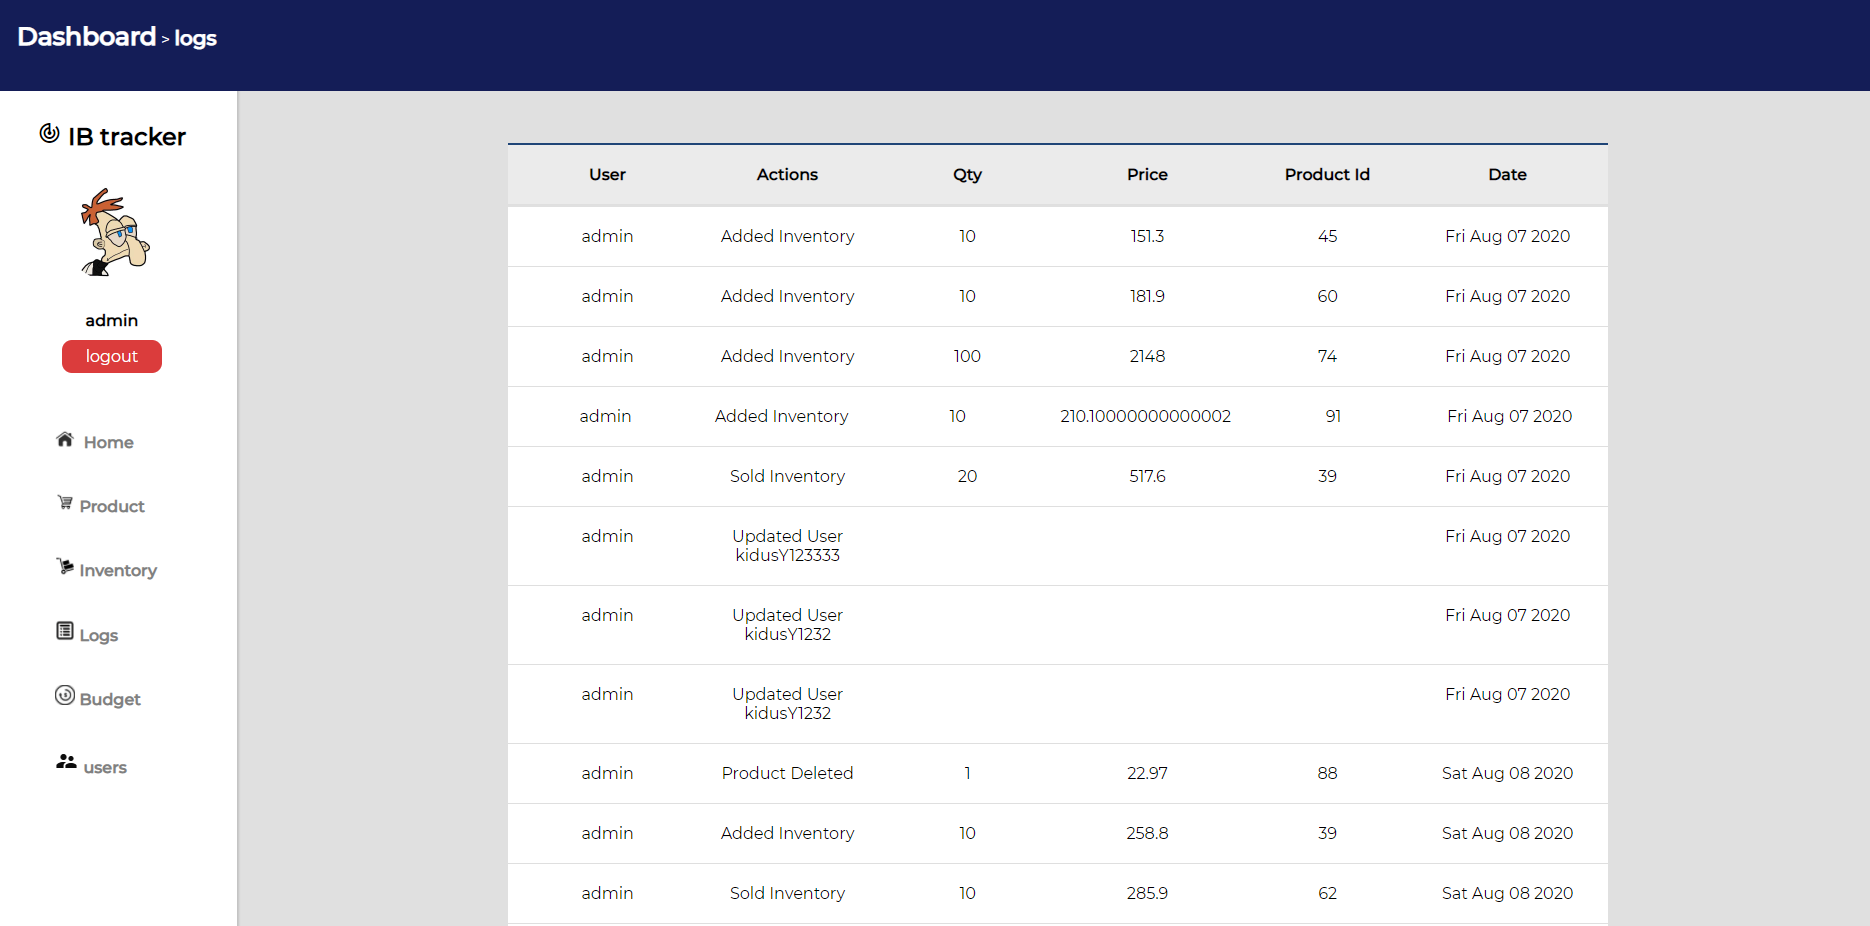 Dashboard > logs
IB tracker
admin
logout
Home
Product
Inventory
Logs
Budget
users
User Actions Qty Price Product Id Date
admin Added Inventory 10 151.3 45 Fri Aug 07 2020
admin Added Inventory 10 181.9 60 Fri Aug 07 2020
admin Added Inventory 100 2148 74 Fri Aug 07 2020
admin Added Inventory 10 210.10000000000002 91 Fri Aug 07 2020
admin Sold Inventory 20 517.6 39 Fri Aug 07 2020
admin Updated User Fri Aug 07 2020
kidusY123333
admin Updated User Fri Aug 07 2020
kidusY1232
admin Updated User Fri Aug 07 2020
kidusY1232
admin Product Deleted 1 22.97 88 Sat Aug 08 2020
admin Added Inventory 10 258.8 39 Sat Aug 08 2020
admin Sold Inventory 10 285.9 62 Sat Aug 08 2020